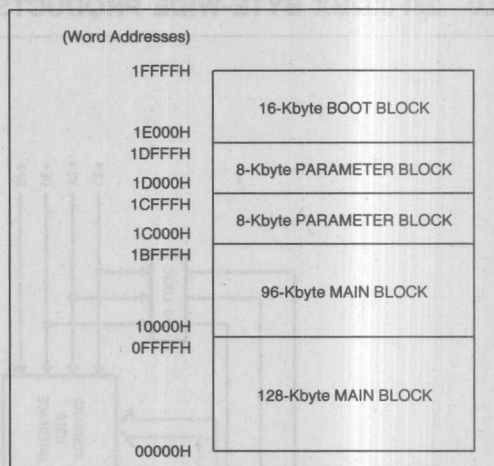 (Word Addresses)
1FFFFH
16-Kbyte BOOT BLOCK
1E000H
1DFFFH
8-Kbyte PARAMETER BLOCK
1D000H
1CFFFH
8-Kbyte PARAMETER BLOCK
1C000H
1BFFFH
96-Kbyte MAIN BLOCK
10000H
0FFFFH
128-Kbyte MAIN BLOCK
00000H